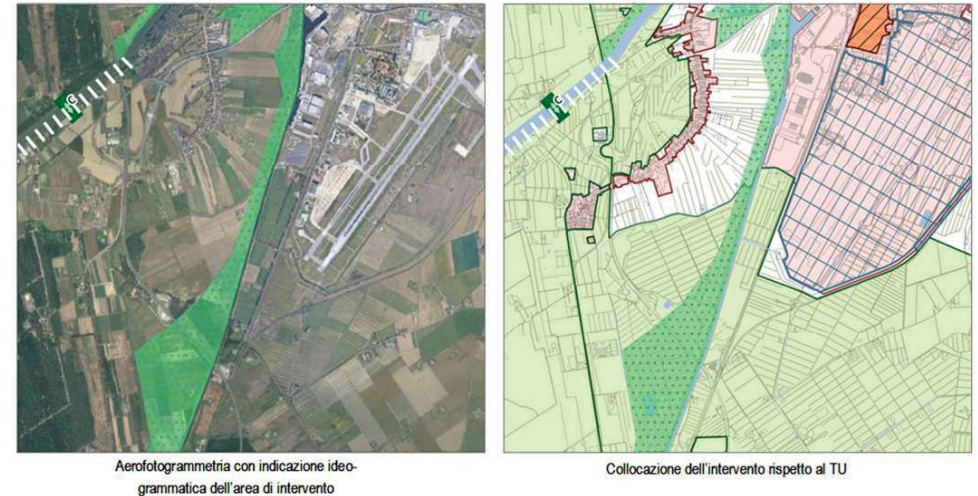 C
C
Aerofotogrammetria con indicazione ideo-
grammatica dell'area di intervento
Collocazione dell'intervento rispetto al TU